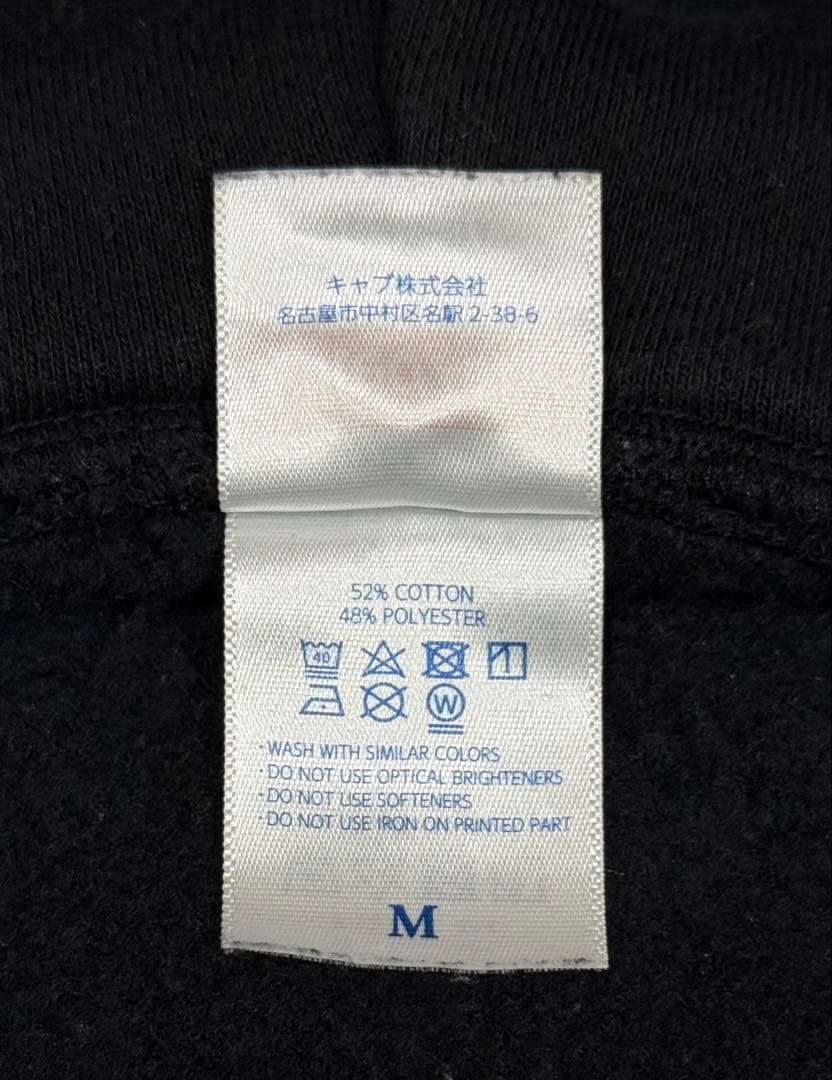 キャブ株式会社
名古屋市中村区名駅 2-38-6
52% COTTON
48% POLYESTER
40
W
·WASH WITH SIMILAR COLORS
·DO NOT USE OPTICAL BRIGHTENERS
·DO NOT USE SOFTENERS
·DO NOT USE IRON ON PRINTED PART
M